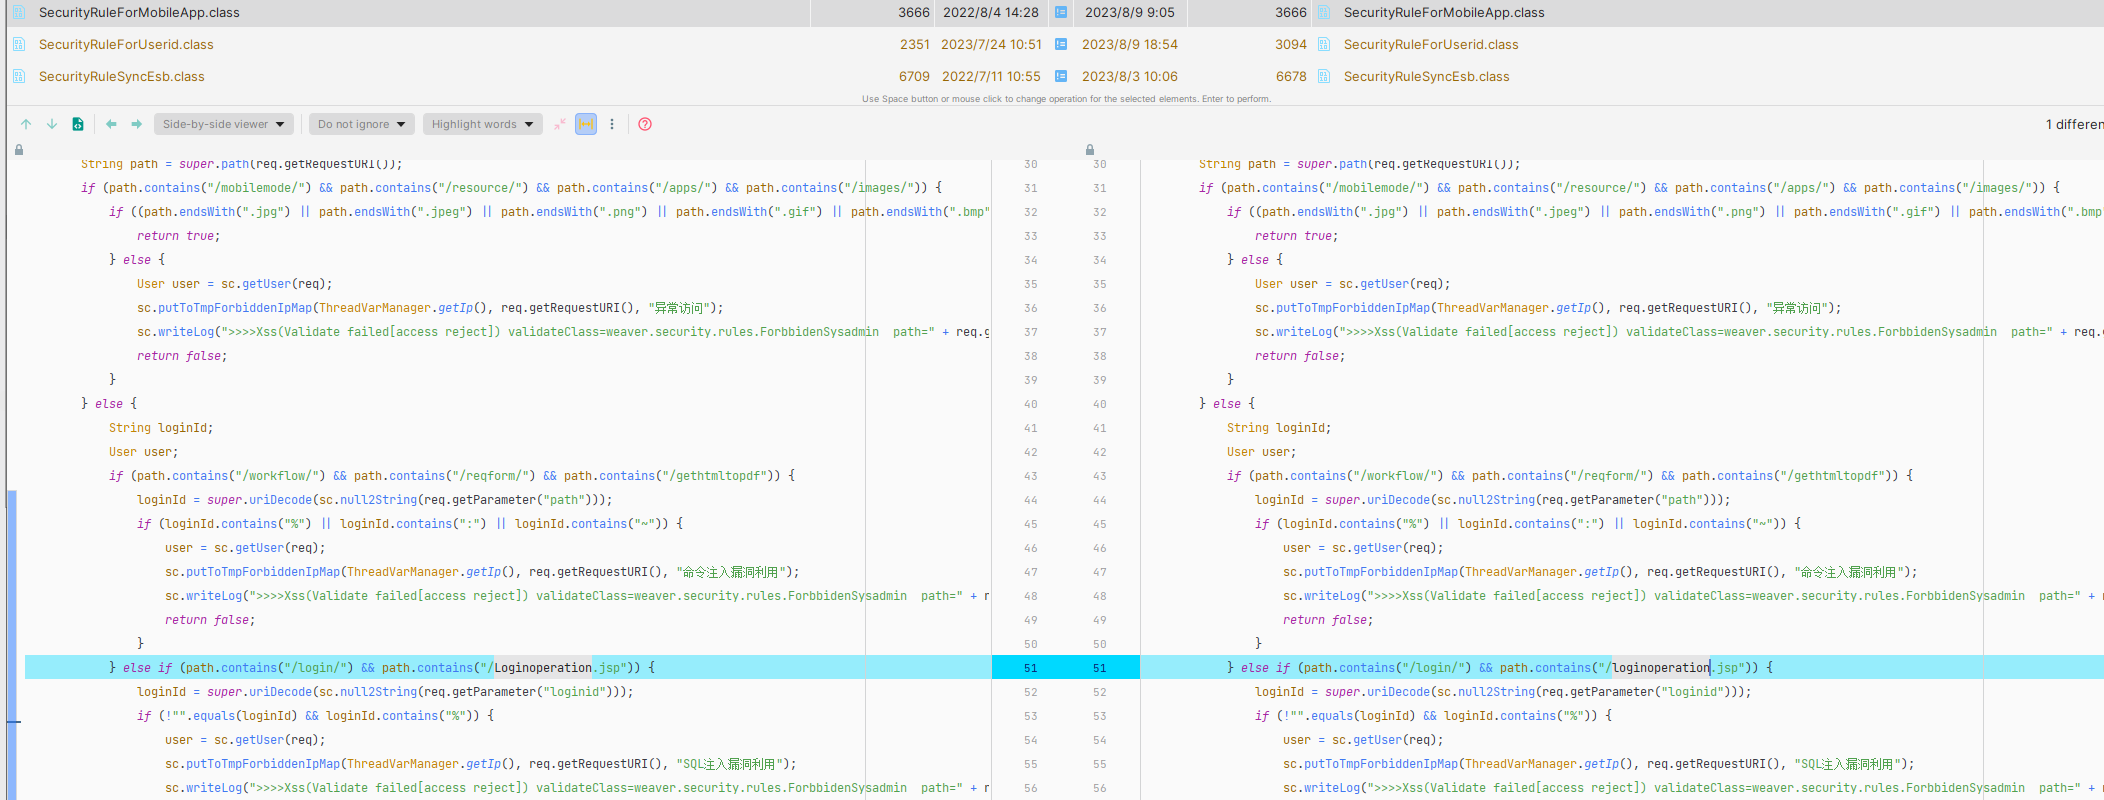 SecurityRuleForMobileApp.class 3666 2022/8/4 14:28 2023/8/9 9:05 3666 SecurityRuleForMobileApp.class
SecurityRuleForUserid.class 2351 2023/7/24 10:51 2023/8/9 18:54 3094 SecurityRuleForUserid.class
SecurityRuleSyncEsb.class 6709 2022/7/11 10:55 2023/8/3 10:06 6678 SecurityRuleSyncEsb.class
Use Space button or mouse click to change operation for the selected elements. Enter to perform.
Side-by-side viewer Do not ignore Highlight words 1 differen
String path = super.path(req.getRequestURI()); 30 30 String path = super.path(req.getRequestURI());
if (path.contains("/mobilemode/") && path.contains("/resource/") && path.contains("/apps/") && path.contains("/images/")) { 31 31 if (path.contains("/mobilemode/") && path.contains("/resource/") && path.contains("/apps/") && path.contains("/images/")) {
if ((path.endsWith(".jpg") || path.endsWith(".jpeg") || path.endsWith(".png") || path.endsWith(".gif") || path.endsWith(".bmp" 32 32 if ((path.endsWith(".jpg") || path.endsWith(".jpeg") || path.endsWith(".png") || path.endsWith(".gif") || path.endsWith(".bmp
return true; 33 33 return true;
} else { 34 34 } else {
User user = sc.getUser(req); 35 35 User user = sc.getUser(req);
sc.putToTmpForbiddenIpMap(ThreadVarManager.getIp(), req.getRequestURI(), "异常访问"); 36 36 sc.putToTmpForbiddenIpMap(ThreadVarManager.getIp(), req.getRequestURI(), "异常访问");
sc.writeLog(">>>>Xss(Validate failed[access reject]) validateClass=weaver.security.rules.ForbbidenSysadmin  path=" + req.g 37 37 sc.writeLog(">>>>Xss(Validate failed[access reject]) validateClass=weaver.security.rules.ForbbidenSysadmin  path=" + req.
return false; 38 38 return false;
} 39 39 }
} else { 40 40 } else {
String loginId; 41 41 String loginId;
User user; 42 42 User user;
if (path.contains("/workflow/") && path.contains("/reqform/") && path.contains("/gethtmltopdf")) { 43 43 if (path.contains("/workflow/") && path.contains("/reqform/") && path.contains("/gethtmltopdf")) {
loginId = super.uriDecode(sc.null2String(req.getParameter("path"))); 44 44 loginId = super.uriDecode(sc.null2String(req.getParameter("path")));
if (loginId.contains("%") || loginId.contains(":") || loginId.contains("~")) { 45 45 if (loginId.contains("%") || loginId.contains(":") || loginId.contains("~")) {
user = sc.getUser(req); 46 46 user = sc.getUser(req);
sc.putToTmpForbiddenIpMap(ThreadVarManager.getIp(), req.getRequestURI(), "命令注入漏洞利用"); 47 47 sc.putToTmpForbiddenIpMap(ThreadVarManager.getIp(), req.getRequestURI(), "命令注入漏洞利用");
sc.writeLog(">>>>Xss(Validate failed[access reject]) validateClass=weaver.security.rules.ForbbidenSysadmin  path=" + r 48 48 sc.writeLog(">>>>Xss(Validate failed[access reject]) validateClass=weaver.security.rules.ForbbidenSysadmin  path=" + 
return false; 49 49 return false;
} 50 50 }
} else if (path.contains("/login/") && path.contains("/Loginoperation.jsp")) { 51 51 } else if (path.contains("/login/") && path.contains("/loginoperation.jsp")) {
loginId = super.uriDecode(sc.null2String(req.getParameter("loginid"))); 52 52 loginId = super.uriDecode(sc.null2String(req.getParameter("loginid")));
if (!"".equals(loginId) && loginId.contains("%")) { 53 53 if (!"".equals(loginId) && loginId.contains("%")) {
user = sc.getUser(req); 54 54 user = sc.getUser(req);
sc.putToTmpForbiddenIpMap(ThreadVarManager.getIp(), req.getRequestURI(), "SQL注入漏洞利用"); 55 55 sc.putToTmpForbiddenIpMap(ThreadVarManager.getIp(), req.getRequestURI(), "SQL注入漏洞利用");
sc.writeLog(">>>>Xss(Validate failed[access reject]) validateClass=weaver.security.rules.ForbbidenSysadmin  path=" + r 56 56 sc.writeLog(">>>>Xss(Validate failed[access reject]) validateClass=weaver.security.rules.ForbbidenSysadmin  path=" +